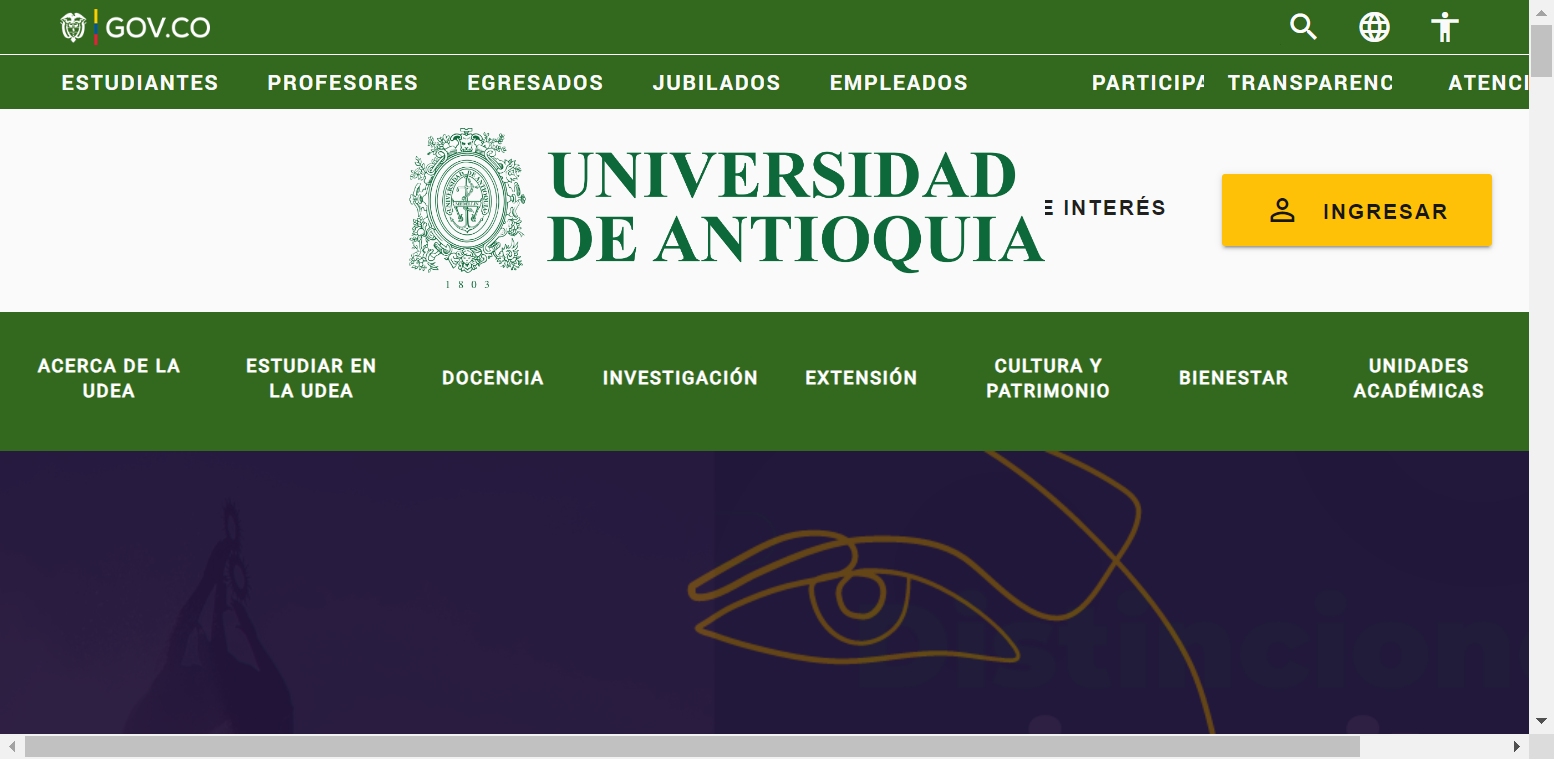 GOV.CO
ESTUDIANTES PROFESORES EGRESADOS JUBILADOS EMPLEADOS PARTICIPA TRANSPARENC ATENCI
UNIVERSIDAD
DE ANTIOQUIA
1803
E INTERÉS
INGRESAR
ACERCA DE LA
UDEA
ESTUDIAR EN
LA UDEA
DOCENCIA
INVESTIGACIÓN
EXTENSIÓN
CULTURA Y
PATRIMONIO
BIENESTAR
UNIDADES
ACADÉMICAS
Distincione